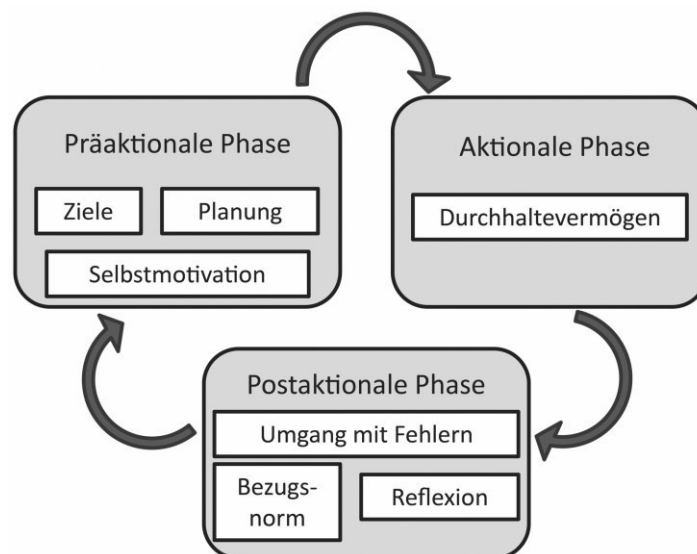 Präaktionale Phase
Ziele
Planung
Selbstmotivation
Aktionale Phase
Durchhaltevermögen
Postaktionale Phase
Umgang mit Fehlern
Bezugs-
norm
Reflexion